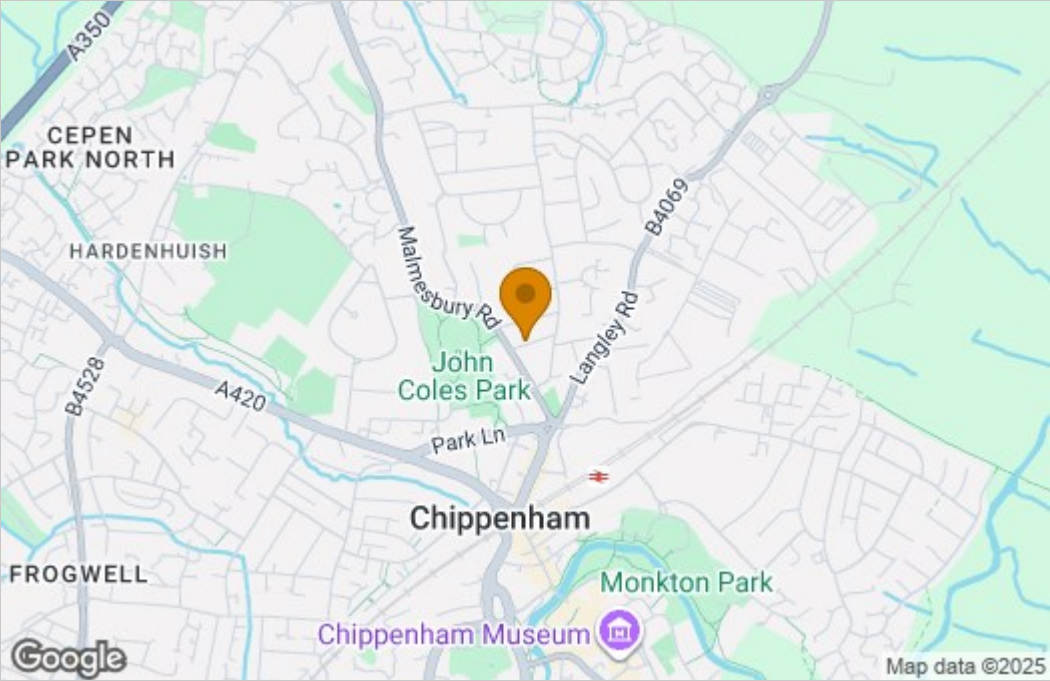 A350
CEPEN
PARK NORTH
B4069
HARDENHUISH
Malmesbury Rd
Langley Rd
John
Coles Park
B4528
A420
Park Ln
Chippenham
FROGWELL
Monkton Park
Chippenham Museum
Google
Map data ©2025